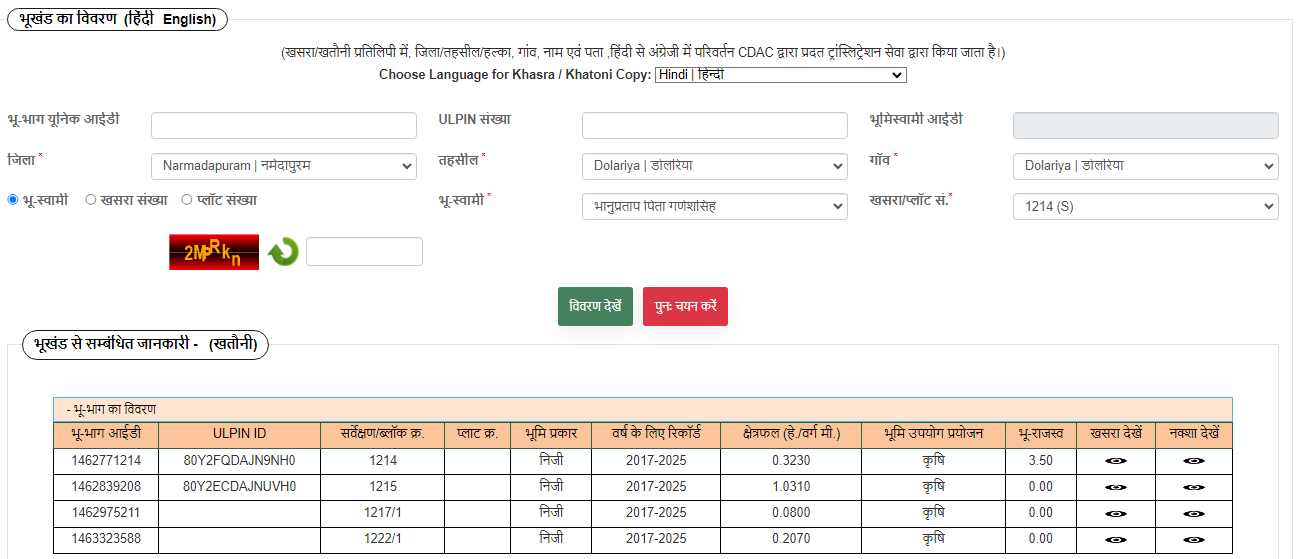 भूखंड का विवरण (हिंदी English)
(खसरा/खतौनी प्रतिलिपी में, जिला/तहसील/हल्का, गांव, नाम एवं पता ,हिंदी से अंग्रेजी में परिवर्तन CDAC द्वारा प्रदत ट्रांस्लिट्रेशन सेवा द्वारा किया जाता है।)
Choose Language for Khasra / Khatoni Copy: Hindi | हिन्दी
भू-भाग यूनिक आईडी ULPIN संख्या भूमिस्वामी आईडी
जिला * Narmadapuram | नर्मदापुरम तहसील * Dolariya | डोलरिया गाँव * Dolariya | डोलरिया
भू-स्वामी खसरा संख्या प्लॉट संख्या भू-स्वामी * भानुप्रताप पिता गणेशसिंह खसरा/प्लॉट सं.* 1214 (S)
2MPRkn
विवरण देखें पुनः चयन करें
भूखंड से सम्बंधित जानकारी - (खतौनी)
- भू-भाग का विवरण
भू-भाग आईडी ULPIN ID सर्वेक्षण/ब्लॉक क्र. प्लाट क्र. भूमि प्रकार वर्ष के लिए रिकॉर्ड क्षेत्रफल (हे./वर्ग मी.) भूमि उपयोग प्रयोजन भू-राजस्व खसरा देखें नक्शा देखें
1462771214 80Y2FQDAJN9NH0 1214 निजी 2017-2025 0.3230 कृषि 3.50
1462839208 80Y2ECDAJNUVH0 1215 निजी 2017-2025 1.0310 कृषि 0.00
1462975211 1217/1 निजी 2017-2025 0.0800 कृषि 0.00
1463323588 1222/1 निजी 2017-2025 0.2070 कृषि 0.00